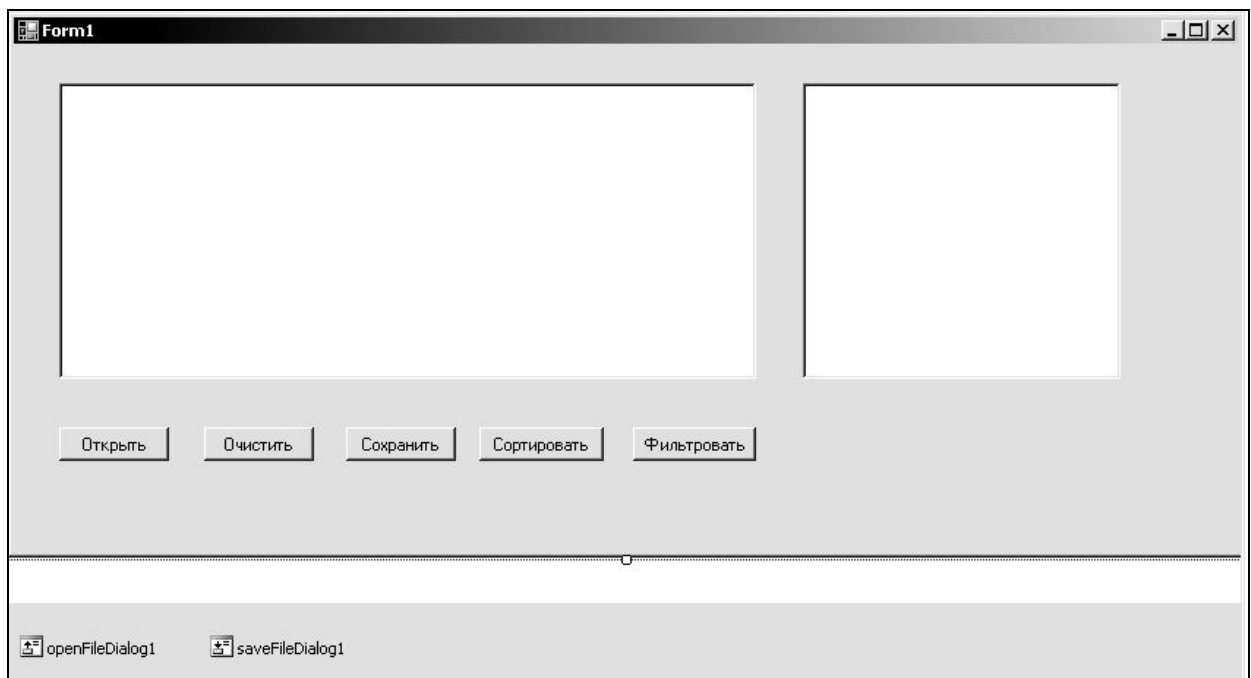 Form1
Открыть Очистить Сохранить Сортировать Фильтровать
openFileDialog1 saveFileDialog1